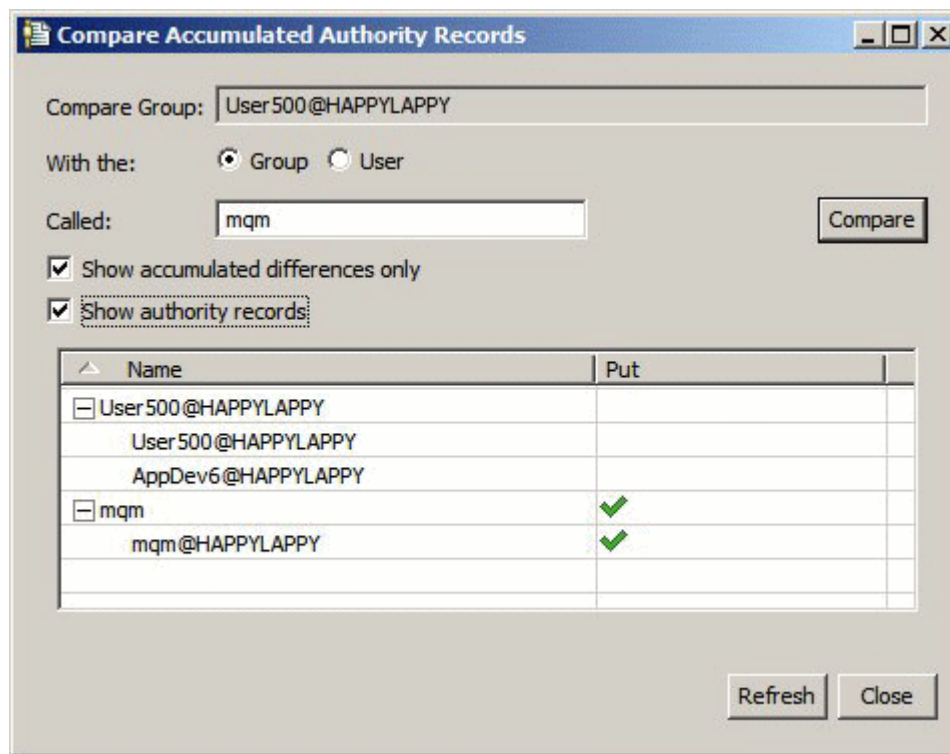 Compare Accumulated Authority Records
Compare Group: User500@HAPPYLAPPY
With the: Group User
Called: mqm Compare
Show accumulated differences only
Show authority records
Name Put
User500@HAPPYLAPPY
User500@HAPPYLAPPY
AppDev6@HAPPYLAPPY
mqm
mqm@HAPPYLAPPY
Refresh Close